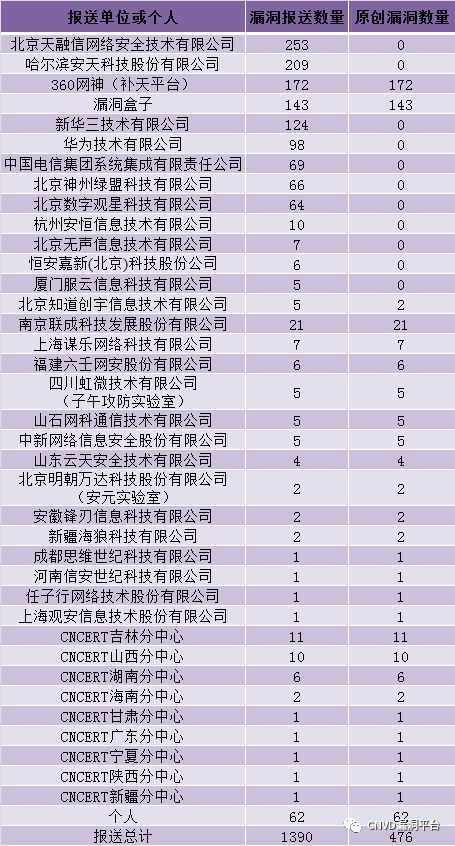 报送单位或个人 漏洞报送数量 原创漏洞数量
北京天融信网络安全技术有限公司 253 0
哈尔滨安天科技股份有限公司 209 0
360网神（补天平台） 172 172
漏洞盒子 143 143
新华三技术有限公司 124 0
华为技术有限公司 98 0
中国电信集团系统集成有限责任公司 69 0
北京神州绿盟科技有限公司 66 0
北京数字观星科技有限公司 64 0
杭州安恒信息技术有限公司 10 0
北京无声信息技术有限公司 7 0
恒安嘉新(北京)科技股份公司 6 0
厦门服云信息科技有限公司 5 0
北京知道创宇信息技术有限公司 5 2
南京联成科技发展股份有限公司 21 21
上海谋乐网络科技有限公司 7 7
福建六壬网安股份有限公司 6 6
四川虹微技术有限公司
（子午攻防实验室） 5 5
山石网科通信技术有限公司 5 5
中新网络信息安全股份有限公司 5 5
山东云天安全技术有限公司 4 4
北京明朝万达科技股份有限公司
（安元实验室） 2 2
安徽锋刃信息科技有限公司 2 2
新疆海狼科技有限公司 2 2
成都思维世纪科技有限公司 1 1
河南信安世纪科技有限公司 1 1
任子行网络技术股份有限公司 1 1
上海观安信息技术股份有限公司 1 1
CNCERT吉林分中心 11 11
CNCERT山西分中心 10 10
CNCERT湖南分中心 6 6
CNCERT海南分中心 2 2
CNCERT甘肃分中心 1 1
CNCERT广东分中心 1 1
CNCERT宁夏分中心 1 1
CNCERT陕西分中心 1 1
CNCERT新疆分中心 1 1
个人 62 62
CNVD漏洞平台
报送总计 1390 476